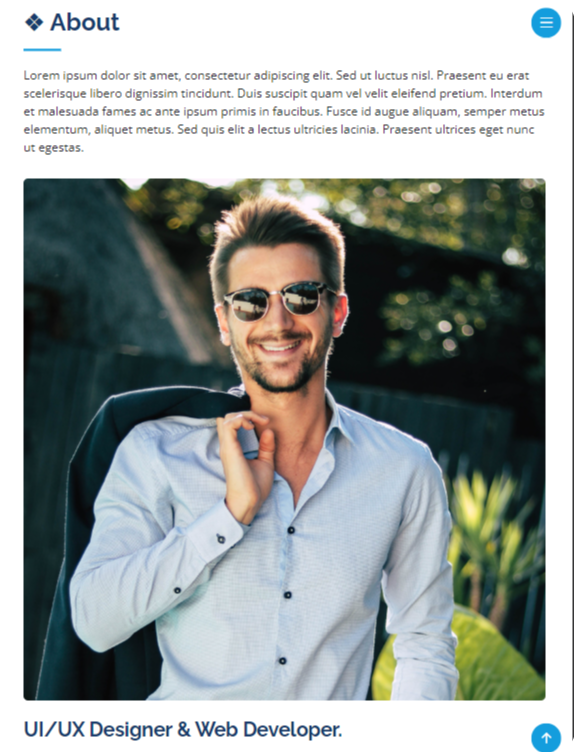 ❖ About
Lorem ipsum dolor sit amet, consectetur adipiscing elit. Sed ut luctus nisl. Praesent eu erat
scelerisque libero dignissim tincidunt. Duis suscipit quam vel velit eleifend pretium. Interdum
et malesuada fames ac ante ipsum primis in faucibus. Fusce id augue aliquam, semper metus
elementum, aliquet metus. Sed quis elit a lectus ultricies lacinia. Praesent ultrices eget nunc
ut egestas.
UI/UX Designer & Web Developer.